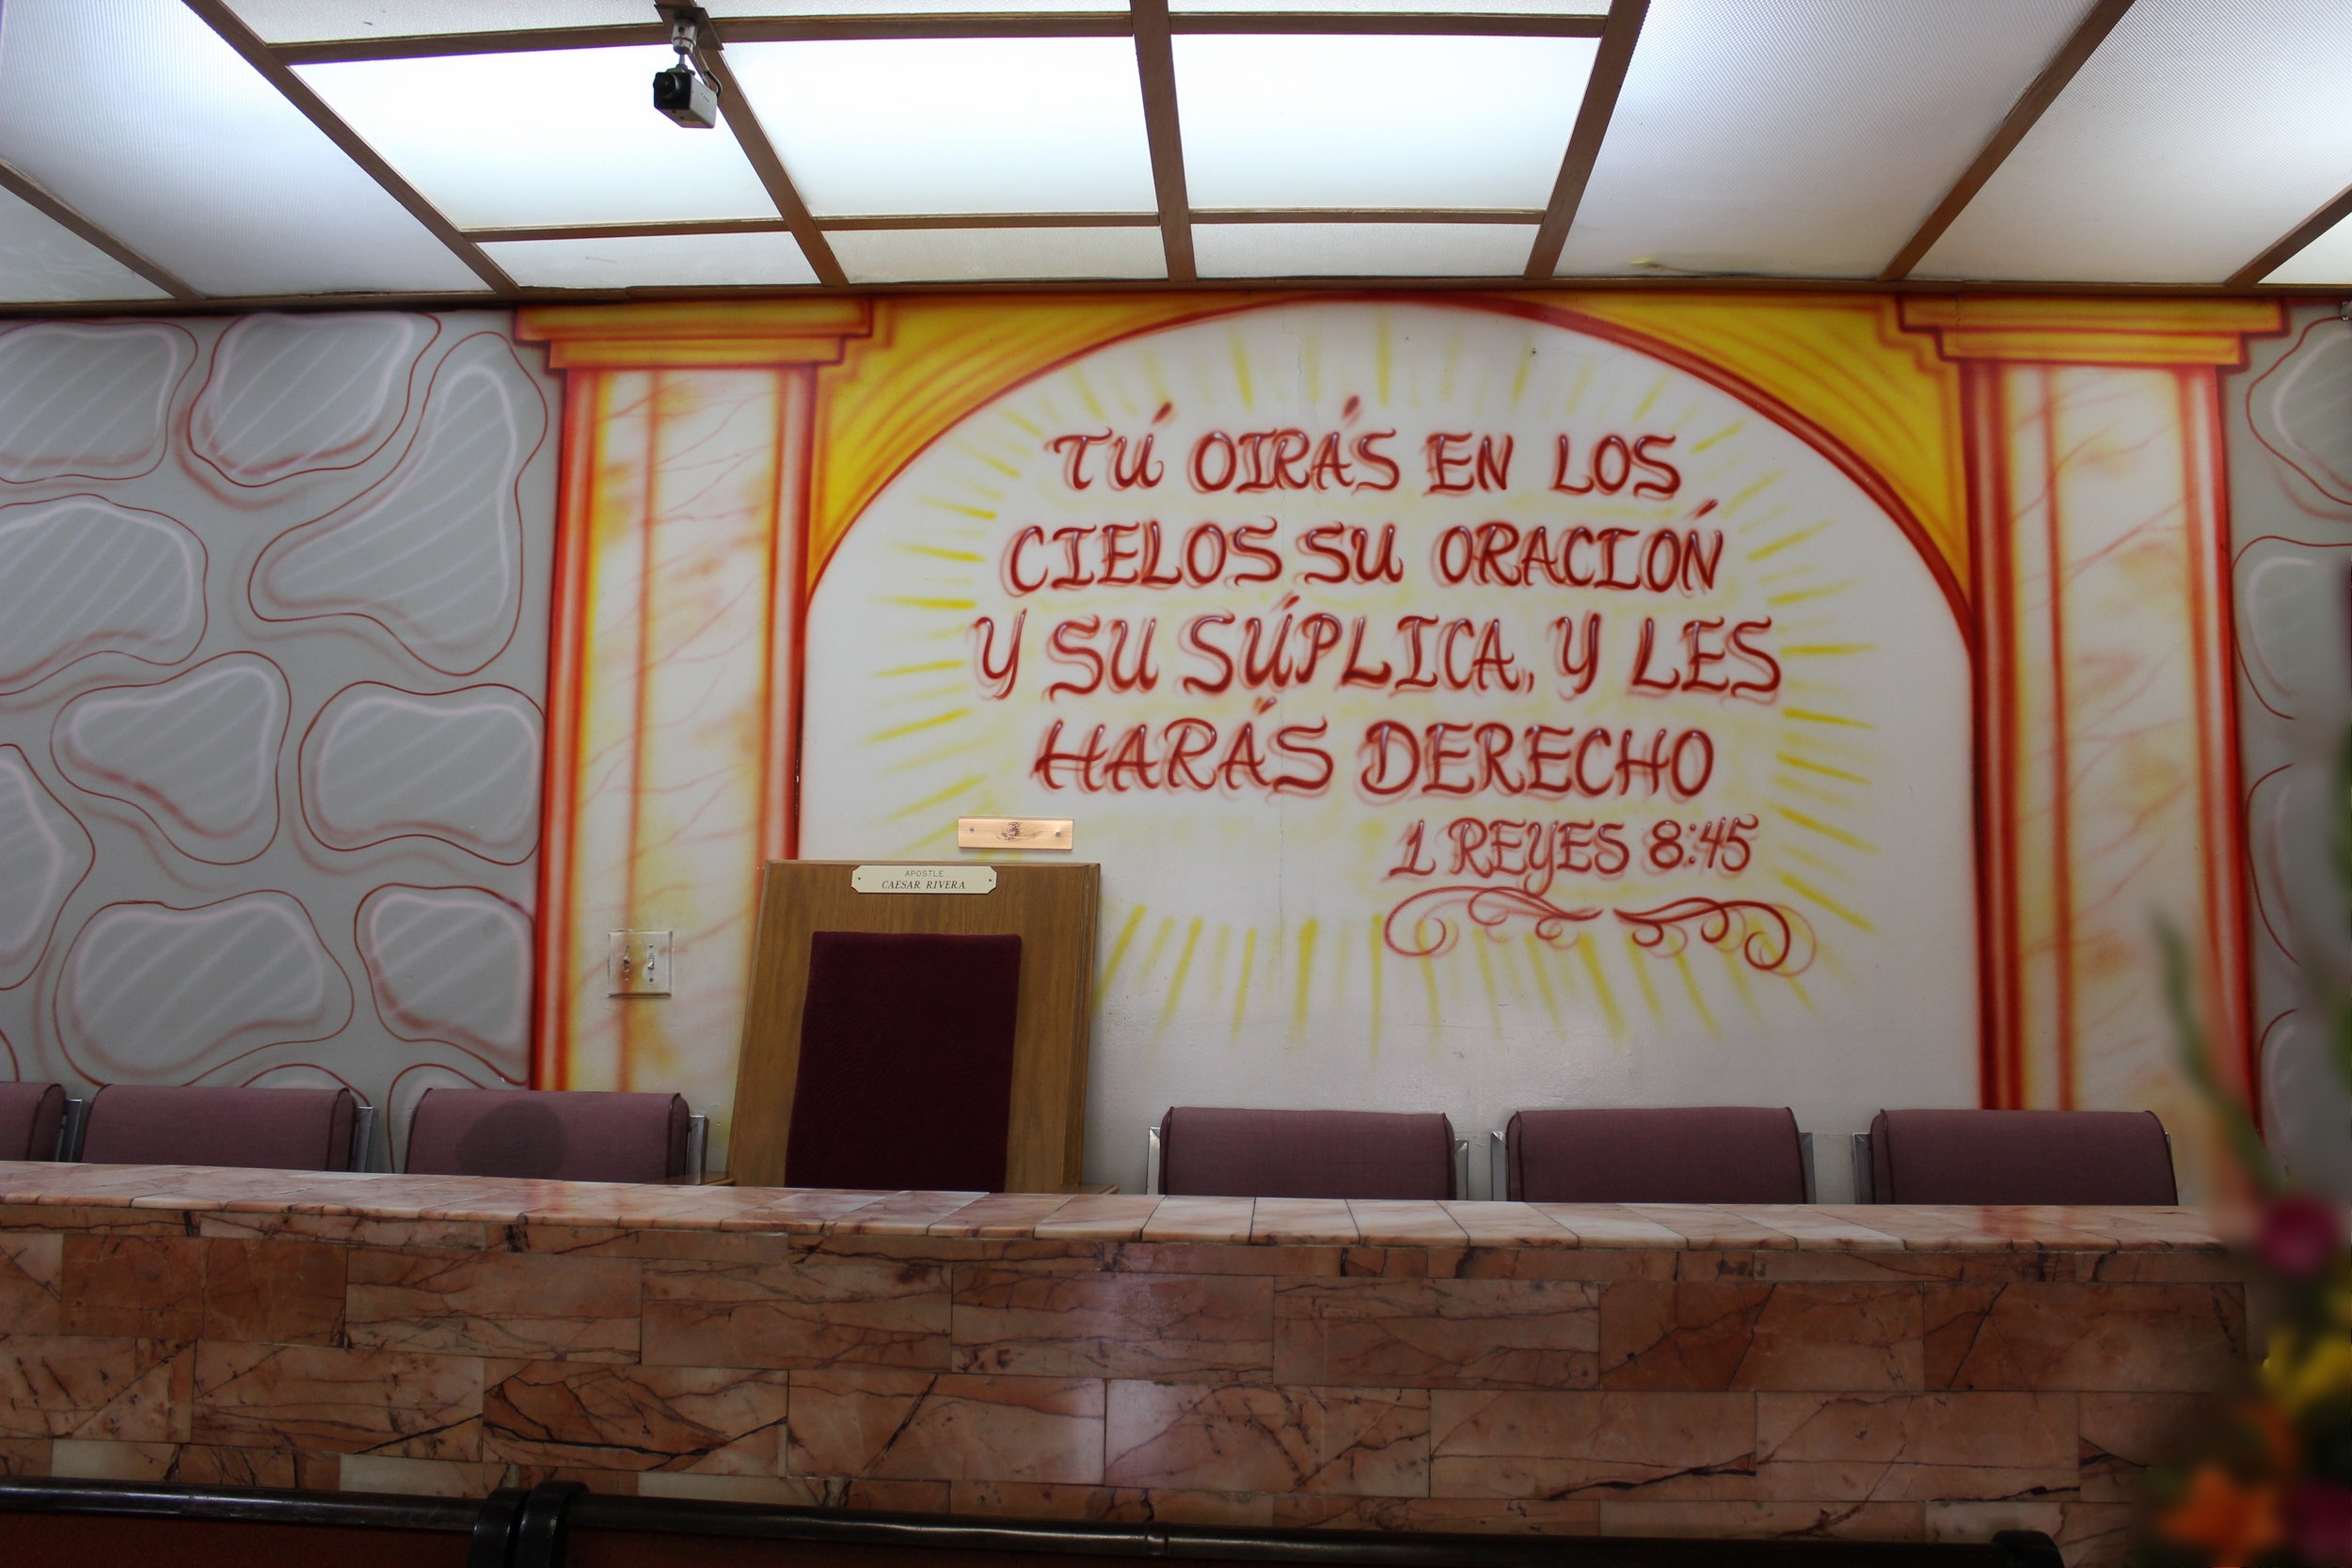 TÚ OIRÁS EN LOS
CIELOS SU ORACIÓN
Y SU SÚPLICA, Y LES
HARÁS DERECHO
1 REYES 8:45
APOSTLE
CAESAR RIVERA